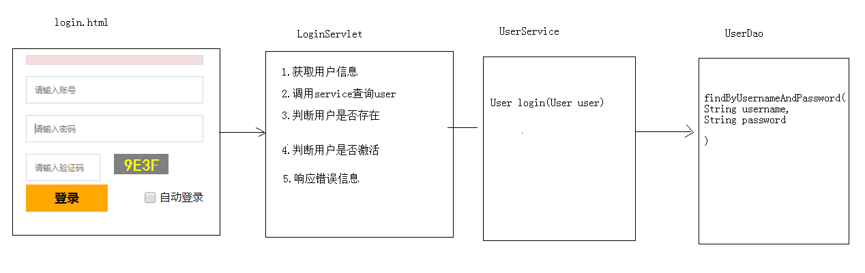 login.html
请输入账号
请输入密码
请输入验证码
9E3F
登录
自动登录
LoginServlet
1.获取用户信息
2.调用service查询user
3.判断用户是否存在
4.判断用户是否激活
5.响应错误信息
UserService
User login(User user)
UserDao
findByUsernameAndPassword(
String username,
String password
)